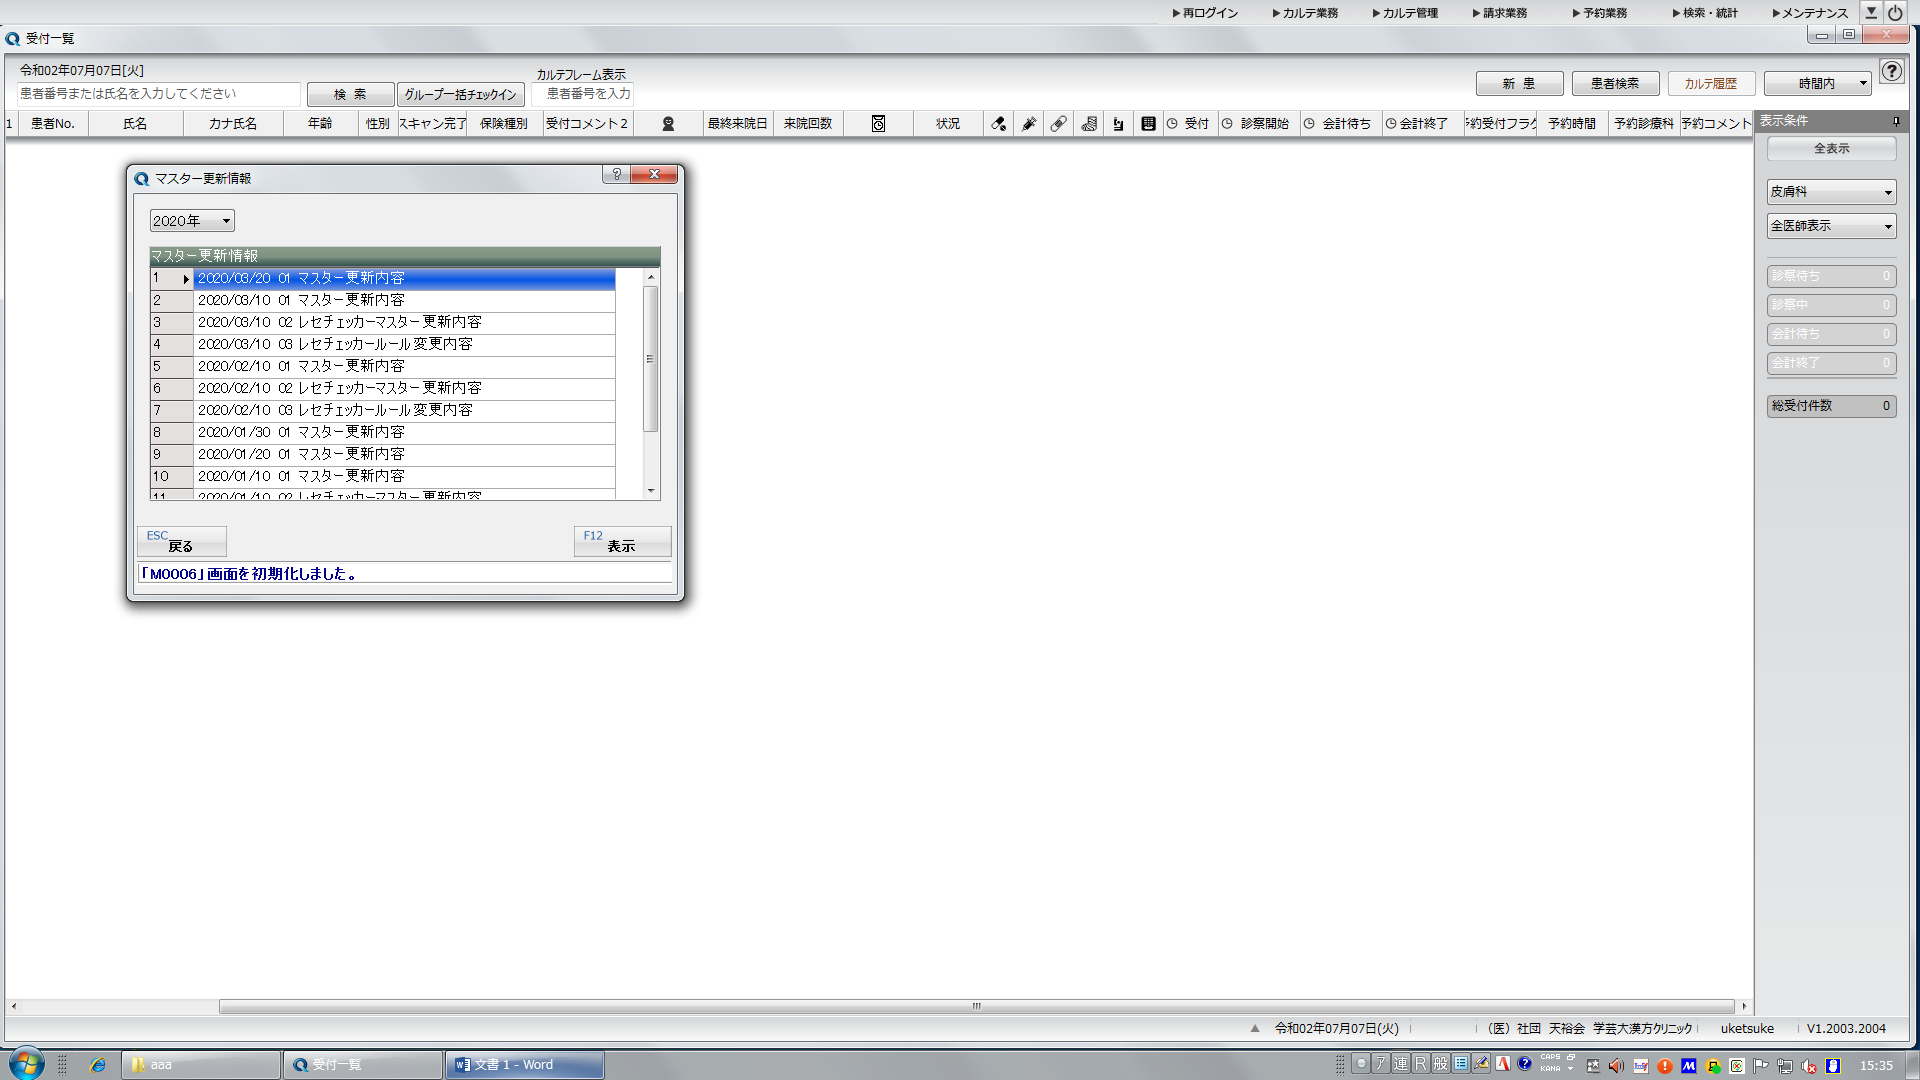 ▶再ログイン ▶カルテ業務 ▶カルテ管理 ▶請求業務 ▶予約業務 ▶検索・統計 ▶メンテナンス
受付一覧
令和02年07月07日[火]
カルテフレーム表示
患者番号または氏名を入力してください 検 索 グループ一括チェックイン 患者番号を入力
新 患 患者検索 カルテ履歴 時間内
1 患者No. 氏名 カナ氏名 年齢 性別 スキャン完了 保険種別 受付コメント2 最終来院日 来院回数 状況 受付 診察開始 会計待ち 会計終了 予約受付フラグ 予約時間 予約診療科 予約コメント
表示条件
全表示
皮膚科
全医師表示
診察待ち 0
診察中 0
会計待ち 0
会計終了 0
総受付件数 0
マスター更新情報
2020年
マスター更新情報
1 2020/03/20 01 マスター更新内容
2 2020/03/10 01 マスター更新内容
3 2020/03/10 02 レセチェッカーマスター更新内容
4 2020/03/10 03 レセチェッカールール変更内容
5 2020/02/10 01 マスター更新内容
6 2020/02/10 02 レセチェッカーマスター更新内容
7 2020/02/10 03 レセチェッカールール変更内容
8 2020/01/30 01 マスター更新内容
9 2020/01/20 01 マスター更新内容
10 2020/01/10 01 マスター更新内容
11 2020/01/10 02 レセチェッカーマスター更新内容
ESC 戻る
F12 表示
「M0006」画面を初期化しました。
令和02年07月07日(火) (医)社団 天裕会 学芸大漢方クリニック uketsuke V1.2003.2004
aaa 受付一覧 文書 1 - Word
ア 連 R 般 CAPS KANA 15:35